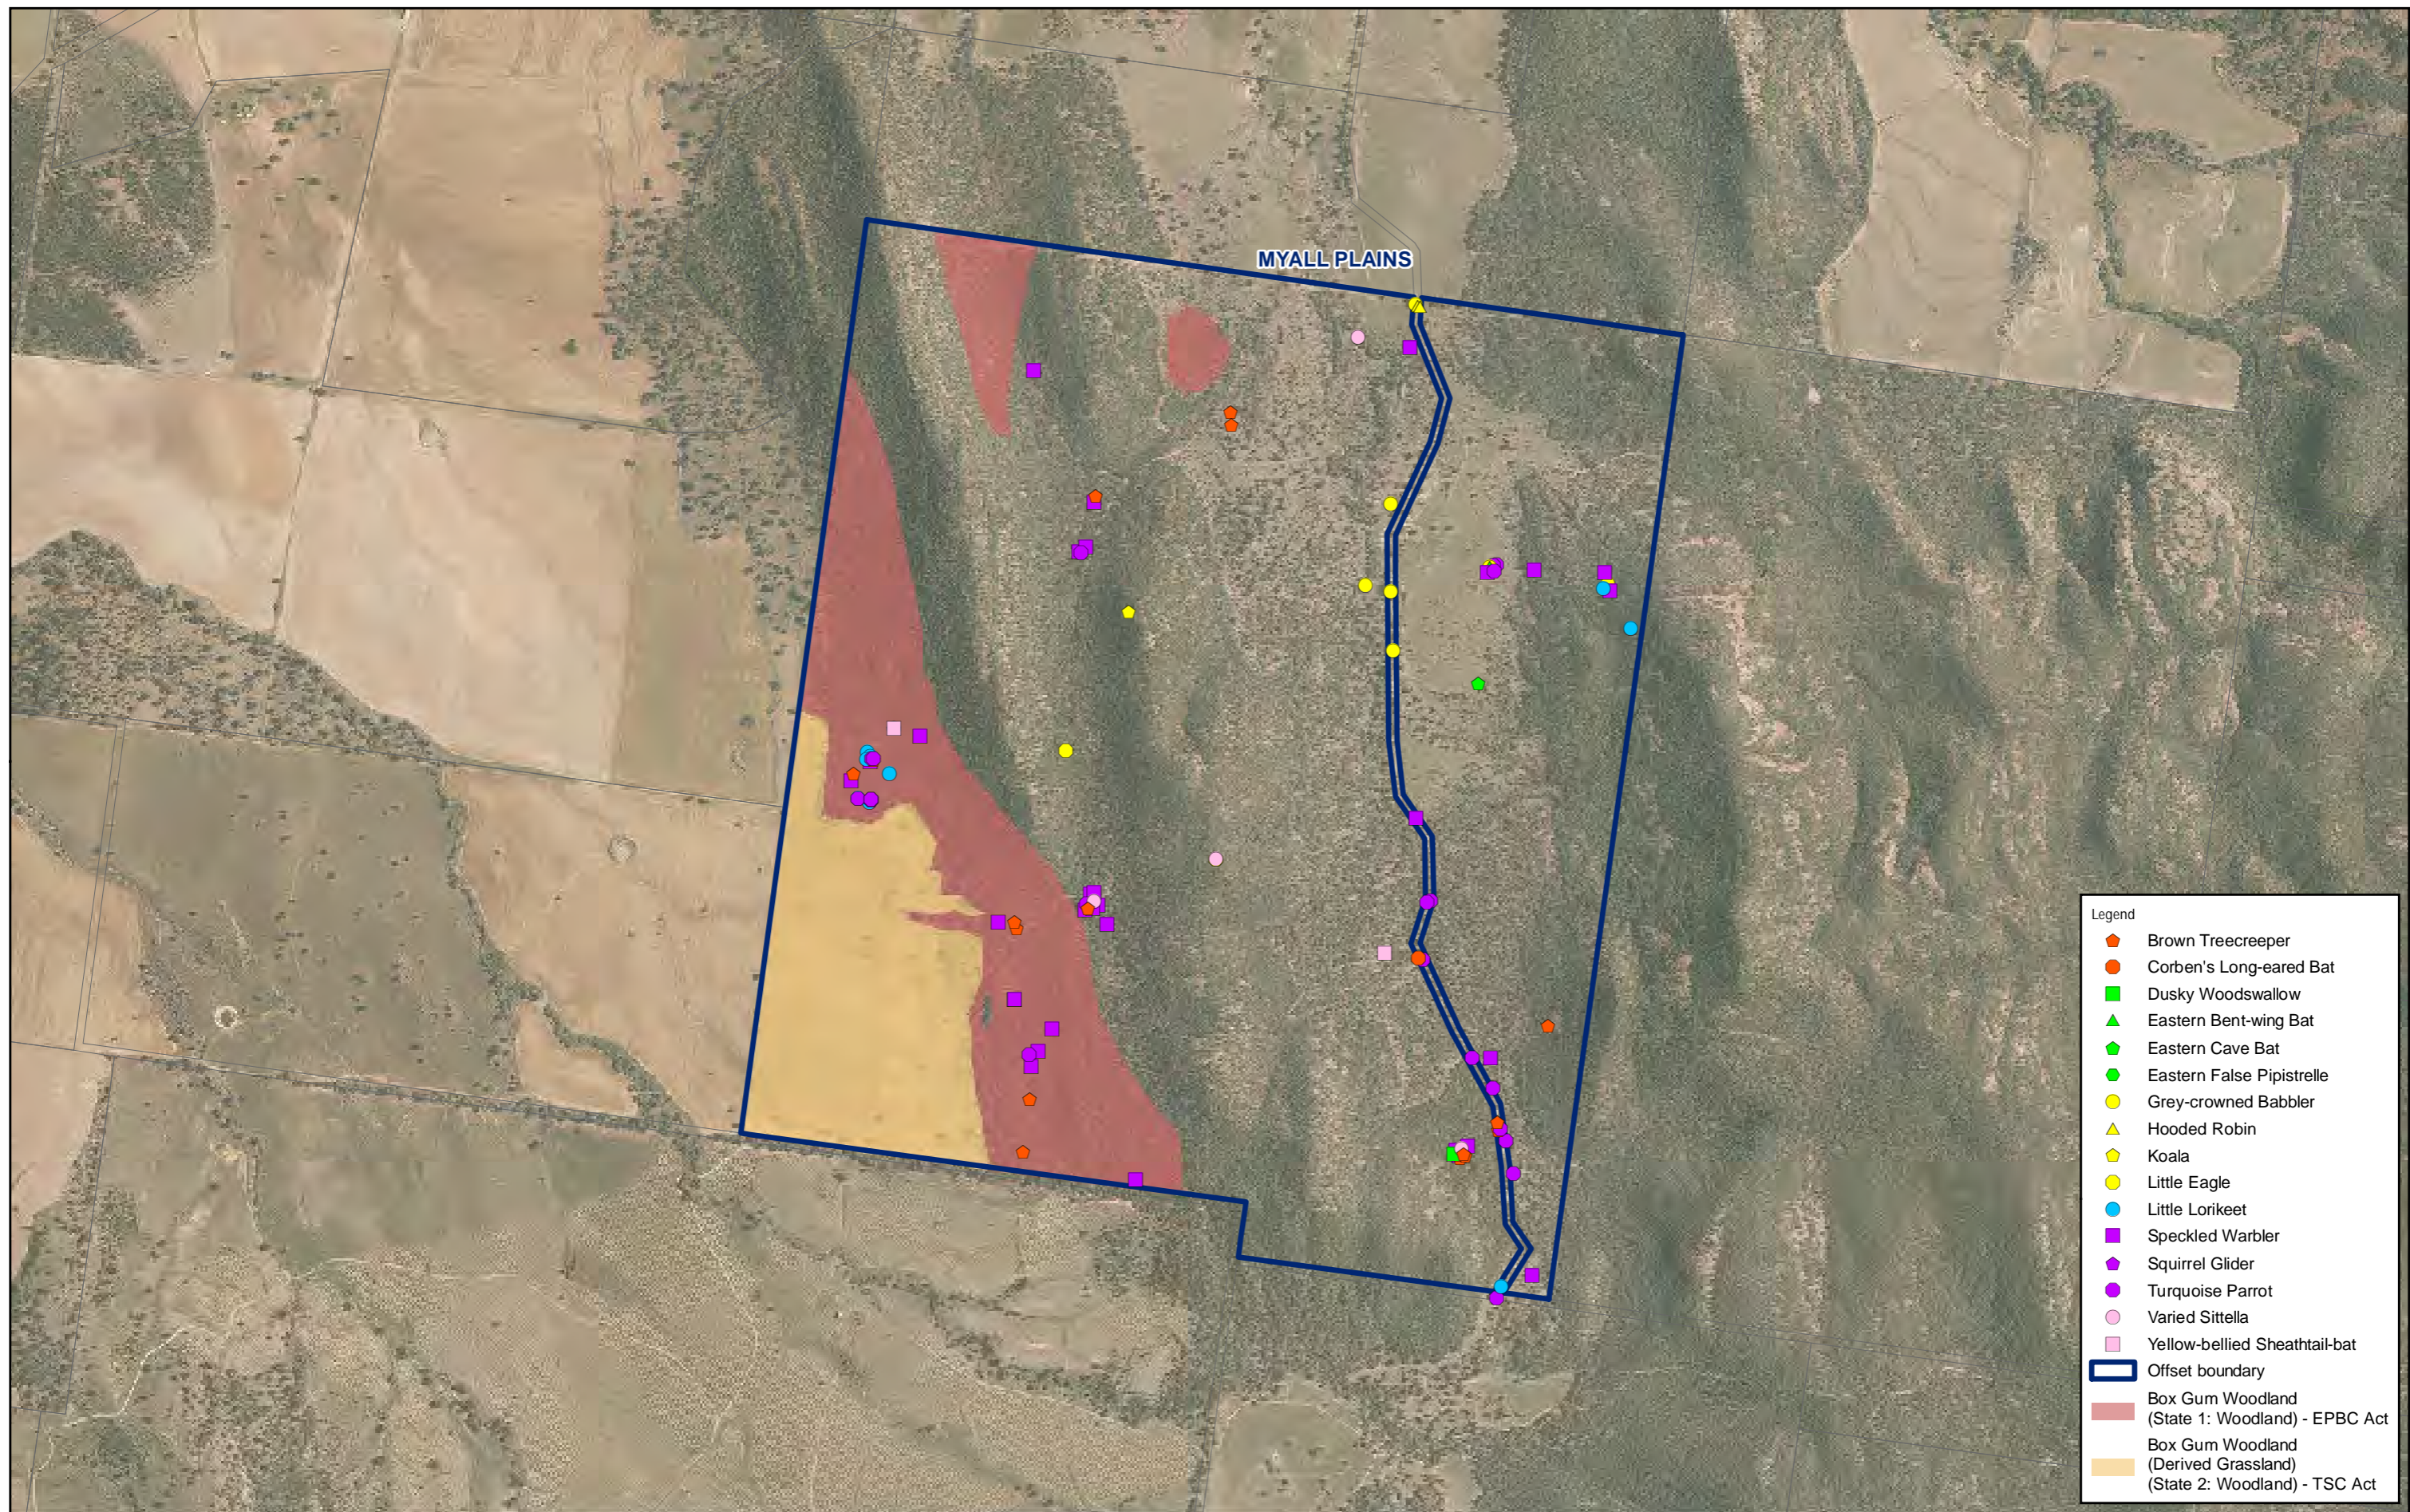 MYALL PLAINS
Legend
Brown Treecreeper
Corben's Long-eared Bat
Dusky Woodswallow
Eastern Bent-wing Bat
Eastern Cave Bat
Eastern False Pipistrelle
Grey-crowned Babbler
Hooded Robin
Koala
Little Eagle
Little Lorikeet
Speckled Warbler
Squirrel Glider
Turquoise Parrot
Varied Sittella
Yellow-bellied Sheathtail-bat
Offset boundary
Box Gum Woodland
(State 1: Woodland) - EPBC Act
Box Gum Woodland
(Derived Grassland)
(State 2: Woodland) - TSC Act